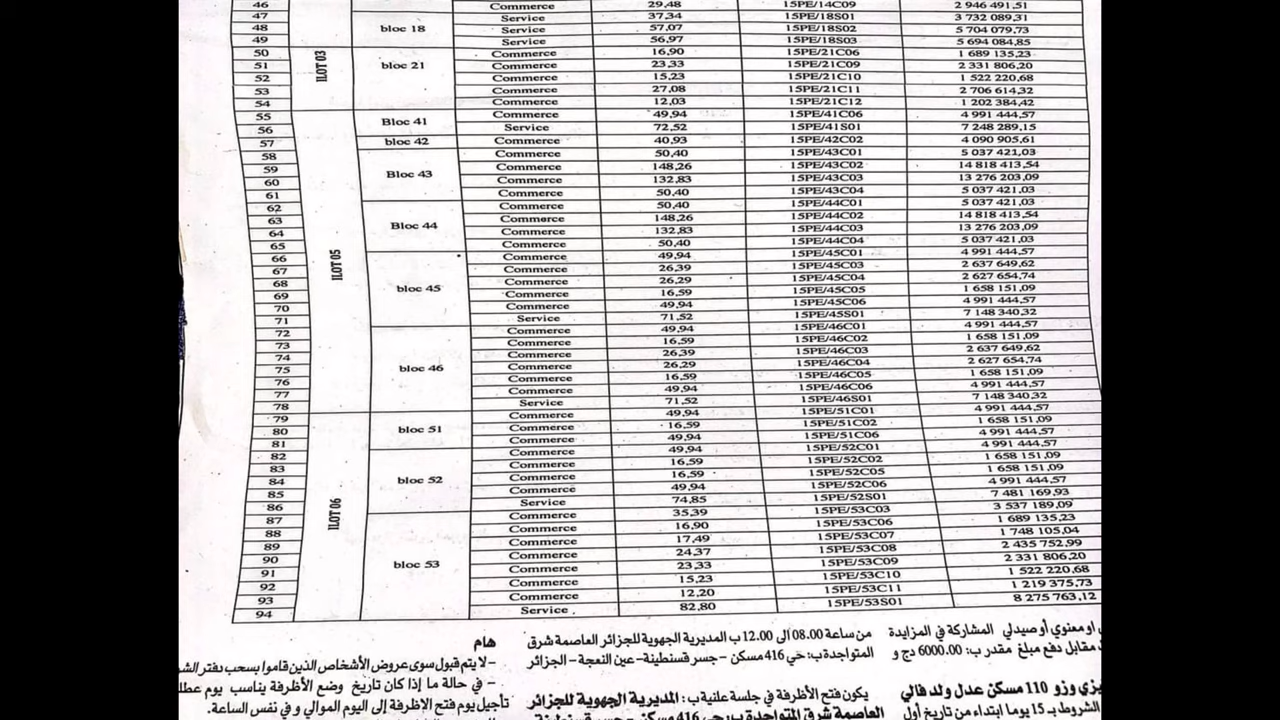 46 Commerce 29,48 15PE/14C09 2 946 491,51
47 Service 37,34 15PE/18S01 3 732 089,31
48 bloc 18 Service 57,07 15PE/18S02 5 704 079,73
49 Service 56,97 15PE/18S03 5 694 084,85
50 ILOT 03 Commerce 16,90 15PE/21C06 1 689 135,23
51 bloc 21 Commerce 23,33 15PE/21C09 2 331 806,20
52 Commerce 15,23 15PE/21C10 1 522 220,68
53 Commerce 27,08 15PE/21C11 2 706 614,32
54 Commerce 12,03 15PE/21C12 1 202 384,42
55 Bloc 41 Commerce 49,94 15PE/41C06 4 991 444,57
56 Service 72,52 15PE/41S01 7 248 289,15
57 bloc 42 Commerce 40,93 15PE/42C02 4 090 905,61
58 Commerce 50,40 15PE/43C01 5 037 421,03
59 Bloc 43 Commerce 148,26 15PE/43C02 14 818 413,54
60 Commerce 132,83 15PE/43C03 13 276 203,09
61 Commerce 50,40 15PE/43C04 5 037 421,03
62 Commerce 50,40 15PE/44C01 5 037 421,03
63 Bloc 44 Commerce 148,26 15PE/44C02 14 818 413,54
64 Commerce 132,83 15PE/44C03 13 276 203,09
65 Commerce 50,40 15PE/44C04 5 037 421,03
66 ILOT 05 Commerce 49,94 15PE/45C01 4 991 444,57
67 Commerce 26,39 15PE/45C03 2 637 649,62
68 bloc 45 Commerce 26,29 15PE/45C04 2 627 654,74
69 Commerce 16,59 15PE/45C05 1 658 151,09
70 Commerce 49,94 15PE/45C06 4 991 444,57
71 Service 71,52 15PE/45S01 7 148 340,32
72 Commerce 49,94 15PE/46C01 4 991 444,57
73 Commerce 16,59 15PE/46C02 1 658 151,09
74 Commerce 26,39 15PE/46C03 2 637 649,62
75 bloc 46 Commerce 26,29 15PE/46C04 2 627 654,74
76 Commerce 16,59 15PE/46C05 1 658 151,09
77 Commerce 49,94 15PE/46C06 4 991 444,57
78 Service 71,52 15PE/46S01 7 148 340,32
79 Commerce 49,94 15PE/51C01 4 991 444,57
80 bloc 51 Commerce 16,59 15PE/51C02 1 658 151,09
81 Commerce 49,94 15PE/51C06 4 991 444,57
82 Commerce 49,94 15PE/52C01 4 991 444,57
83 Commerce 16,59 15PE/52C02 1 658 151,09
84 bloc 52 Commerce 16,59 15PE/52C05 1 658 151,09
85 Commerce 49,94 15PE/52C06 4 991 444,57
86 Service 74,85 15PE/52S01 7 481 169,93
87 ILOT 06 Commerce 35,39 15PE/53C03 3 537 189,09
88 Commerce 16,90 15PE/53C06 1 689 135,23
89 Commerce 17,49 15PE/53C07 1 748 105,04
90 bloc 53 Commerce 24,37 15PE/53C08 2 435 752,99
91 Commerce 23,33 15PE/53C09 2 331 806,20
92 Commerce 15,23 15PE/53C10 1 522 220,68
93 Commerce 12,20 15PE/53C11 1 219 375,73
94 Service 82,80 15PE/53S01 8 275 763,12
او معنوي أو صيدلي المشاركة في المزايدة
مقابل دفع مبلغ مقدر ب: 6000.00 دج و
وزو 110 مسكن عدل ولد فالي
الشروط بـ 15 يوما ابتداء من تاريخ أول
من ساعة 08.00 الى 12.00 ب المديرية الجهوية للجزائر العاصمة شرق
المتواجدة ب: حي 416 مسكن – جسر قسنطينة – عين النعجة – الجزائر
يكون فتح الأظرفة في جلسة علنية ب: المديرية الجهوية للجزائر
العاصمة شرق المتواجدة ب: حي 416 مسكن – جسر قسنطينة
هام
– لا يتم قبول سوى عروض الأشخاص الذين قاموا بسحب دفتر
– في حالة ما إذا كان تاريخ وضع الأظرفة يناسب يوم
تأجيل يوم فتح الاظرفة إلى اليوم الموالي و في نفس الساعة.